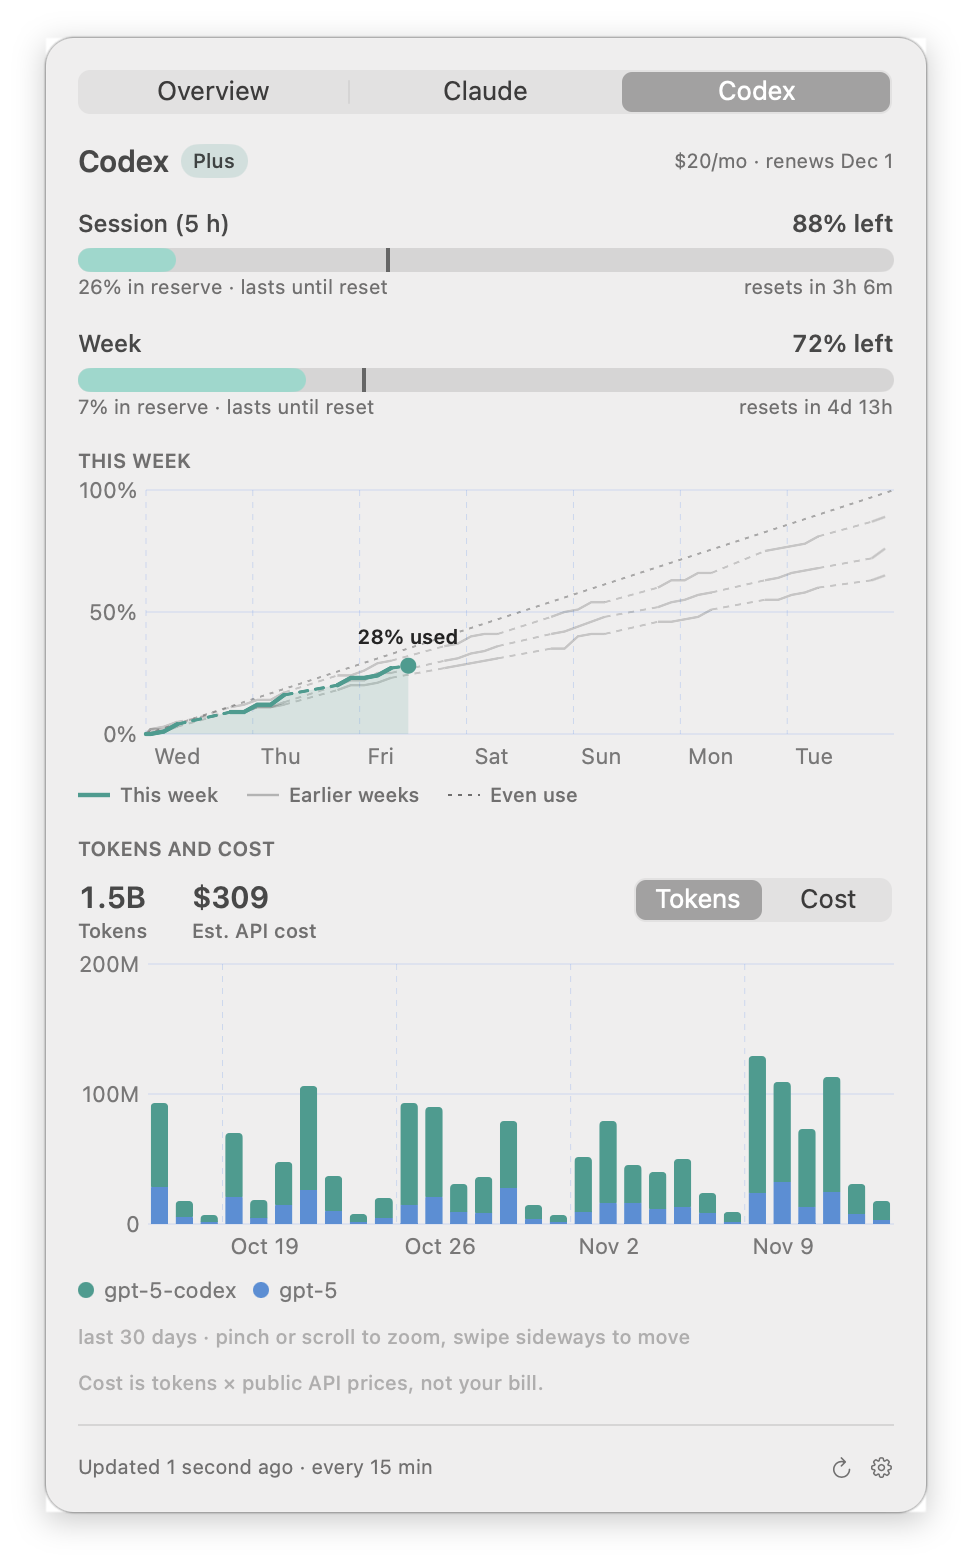 Overview Claude Codex
Codex Plus $20/mo · renews Dec 1
Session (5 h) 88% left
26% in reserve · lasts until reset resets in 3h 6m
Week 72% left
7% in reserve · lasts until reset resets in 4d 13h
THIS WEEK
100%
50%
28% used
0%
Wed Thu Fri Sat Sun Mon Tue
This week Earlier weeks Even use
TOKENS AND COST
1.5B $309 Tokens Cost
Tokens Est. API cost
200M
100M
0
Oct 19 Oct 26 Nov 2 Nov 9
gpt-5-codex gpt-5
last 30 days · pinch or scroll to zoom, swipe sideways to move
Cost is tokens × public API prices, not your bill.
Updated 1 second ago · every 15 min